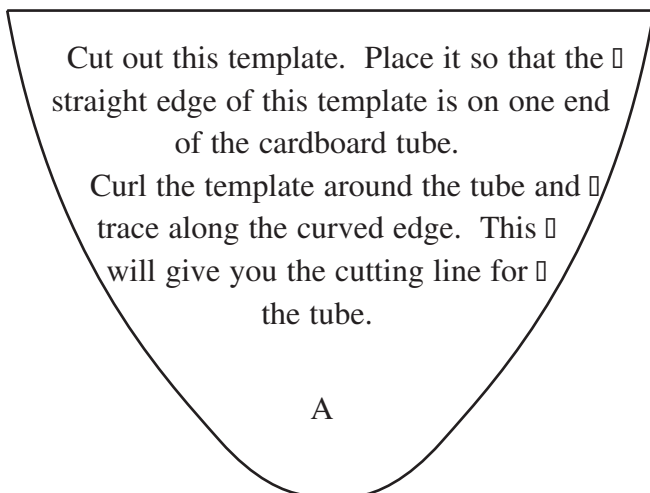 Cut out this template. Place it so that the
straight edge of this template is on one end
of the cardboard tube.
Curl the template around the tube and
trace along the curved edge. This
will give you the cutting line for
the tube.
A